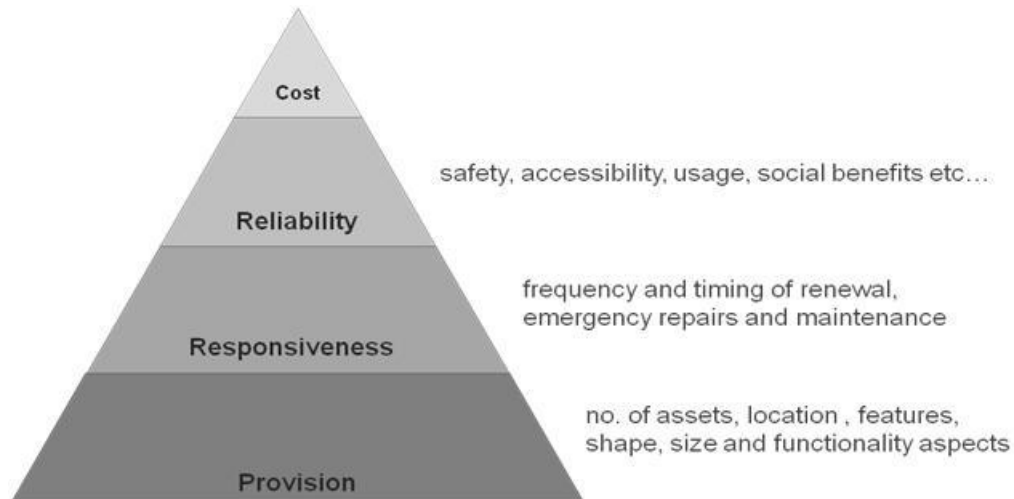 Cost
safety, accessibility, usage, social benefits etc…
Reliability
frequency and timing of renewal,
emergency repairs and maintenance
Responsiveness
no. of assets, location , features,
shape, size and functionality aspects
Provision